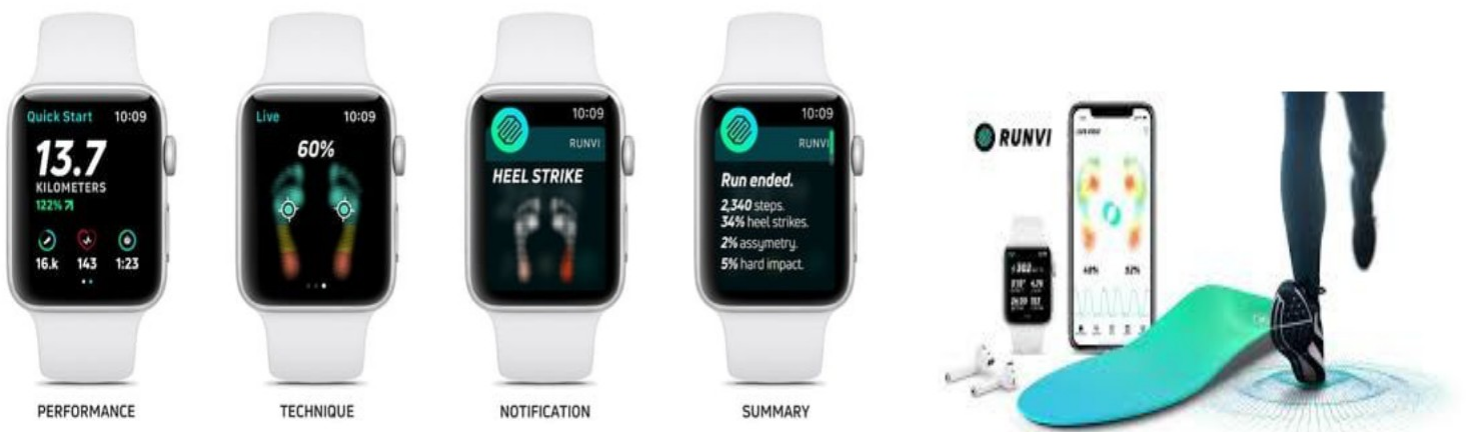 Quick Start 10:09
13.7
KILOMETERS
122%
16.k 143 1:23
PERFORMANCE
Live 10:09
60%
TECHNIQUE
10:09
RUNVI
HEEL STRIKE
NOTIFICATION
10:09
RUNVI
Run ended.
2,340 steps.
34% heel strikes.
2% assymetry.
5% hard impact.
SUMMARY
RUNVI